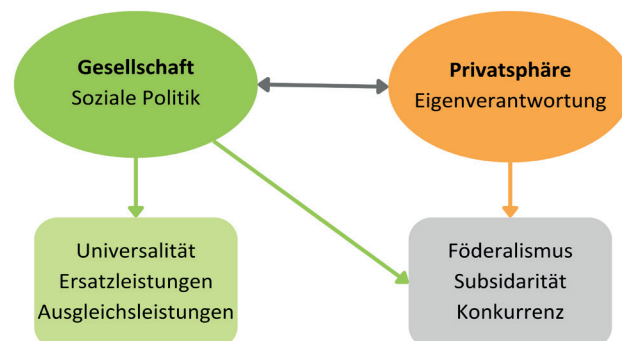 Gesellschaft
Soziale Politik
Privatsphäre
Eigenverantwortung
Universalität
Ersatzleistungen
Ausgleichsleistungen
Föderalismus
Subsidarität
Konkurrenz